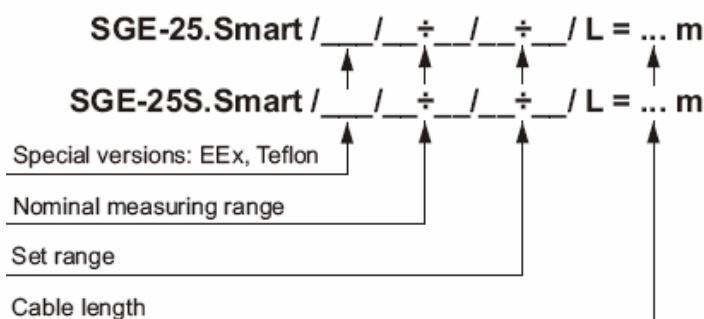 SGE-25.Smart /___/__÷__/__÷__/ L = ... m
SGE-25S.Smart /___/__÷__/__÷__/ L = ... m
Special versions: EEx, Teflon
Nominal measuring range
Set range
Cable length